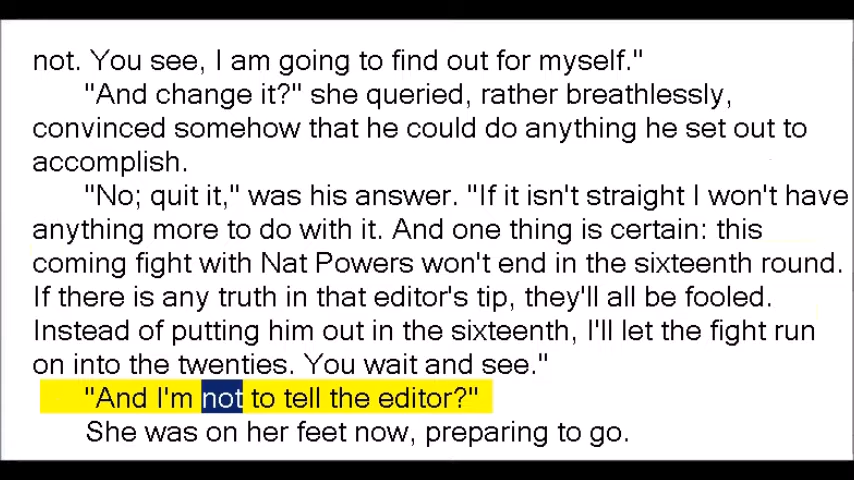 not. You see, I am going to find out for myself."
"And change it?" she queried, rather breathlessly,
convinced somehow that he could do anything he set out to
accomplish.
"No; quit it," was his answer. "If it isn't straight I won't have
anything more to do with it. And one thing is certain: this
coming fight with Nat Powers won't end in the sixteenth round.
If there is any truth in that editor's tip, they'll all be fooled.
Instead of putting him out in the sixteenth, I'll let the fight run
on into the twenties. You wait and see."
"And I'm not to tell the editor?"
She was on her feet now, preparing to go.